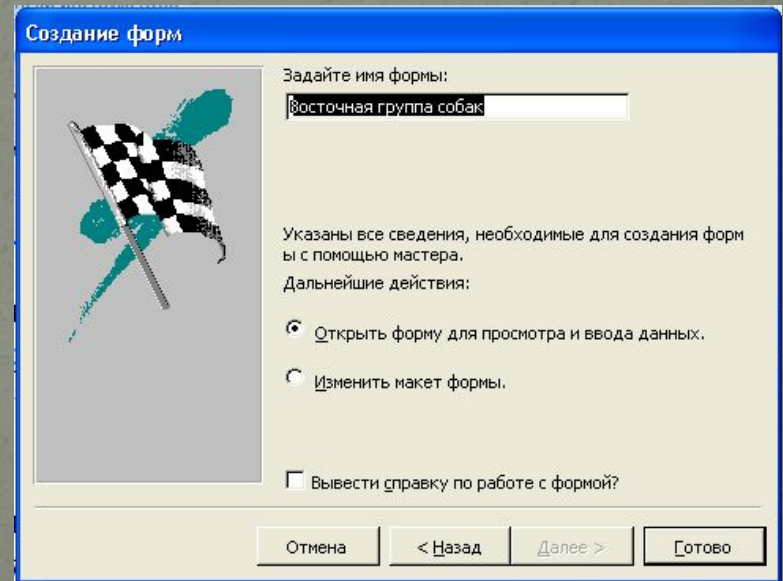 Создание форм
Задайте имя формы:
Восточная группа собак
Указаны все сведения, необходимые для создания форм
ы с помощью мастера.
Дальнейшие действия:
Открыть форму для просмотра и ввода данных.
Изменить макет формы.
Вывести справку по работе с формой?
Отмена
< Назад
Далее >
Готово